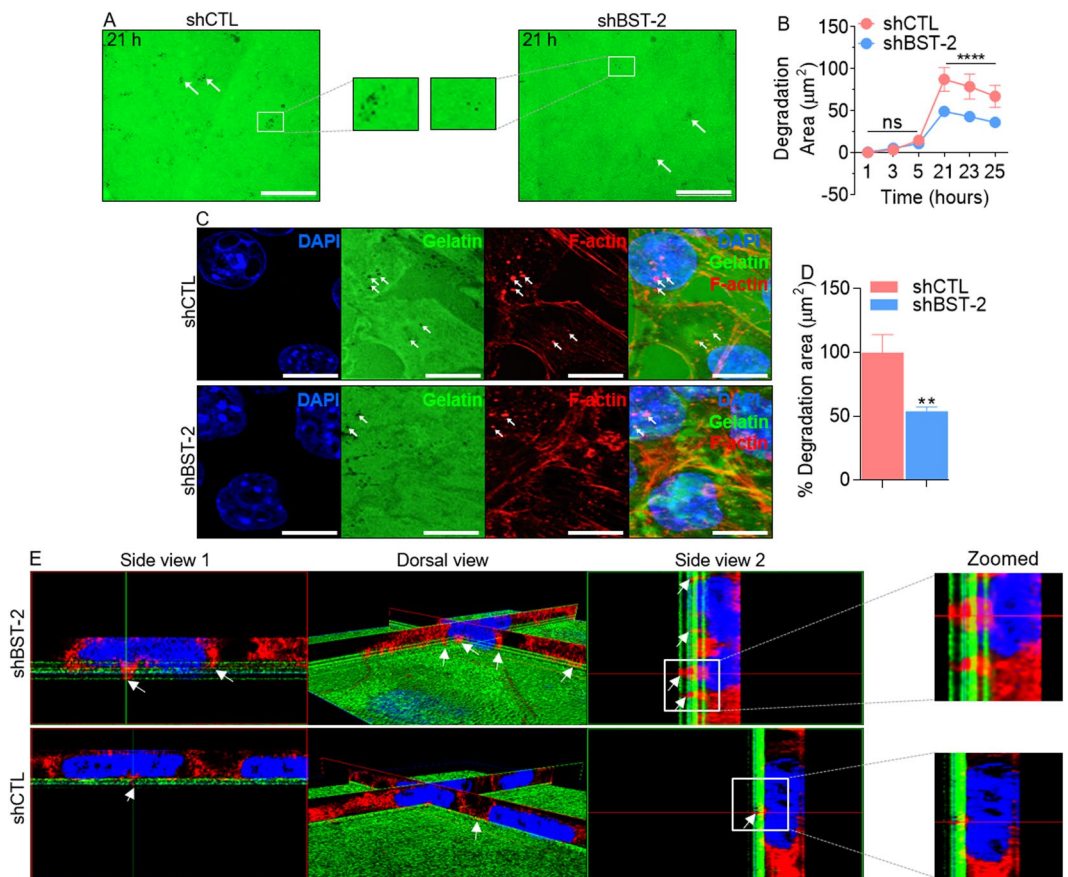 A
shCTL
21 h
shBST-2
21 h
B
shCTL
shBST-2
Degradation
Area (μm²)
100
50
0
-50
ns
****
1 3 5 21 23 25
Time (hours)
C
shCTL
DAPI
Gelatin
F-actin
DAPI
Gelatin
F-actin
shBST-2
DAPI
Gelatin
F-actin
DAPI
Gelatin
F-actin
D
shCTL
shBST-2
% Degradation area (μm²)
150
100
50
0
**
E
Side view 1
Dorsal view
Side view 2
Zoomed
shBST-2
shCTL